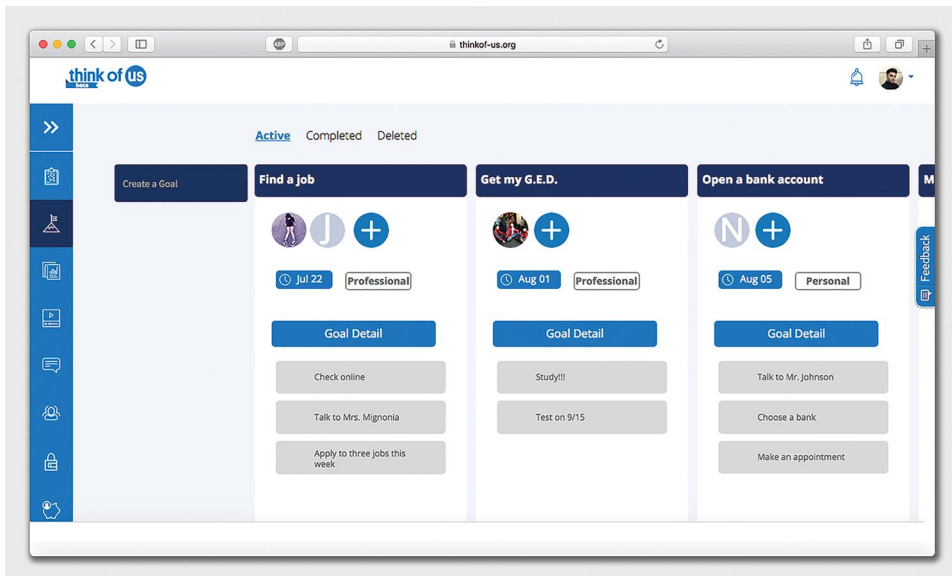 ABP
thinkof-us.org
think of us
beta
Active Completed Deleted
Create a Goal
Find a job
J
Jul 22
Professional
Goal Detail
Check online
Talk to Mrs. Mignonia
Apply to three jobs this
week
Get my G.E.D.
Aug 01
Professional
Goal Detail
Study!!!
Test on 9/15
Open a bank account
N
Aug 05
Personal
Goal Detail
Talk to Mr. Johnson
Choose a bank
Make an appointment
M
Feedback